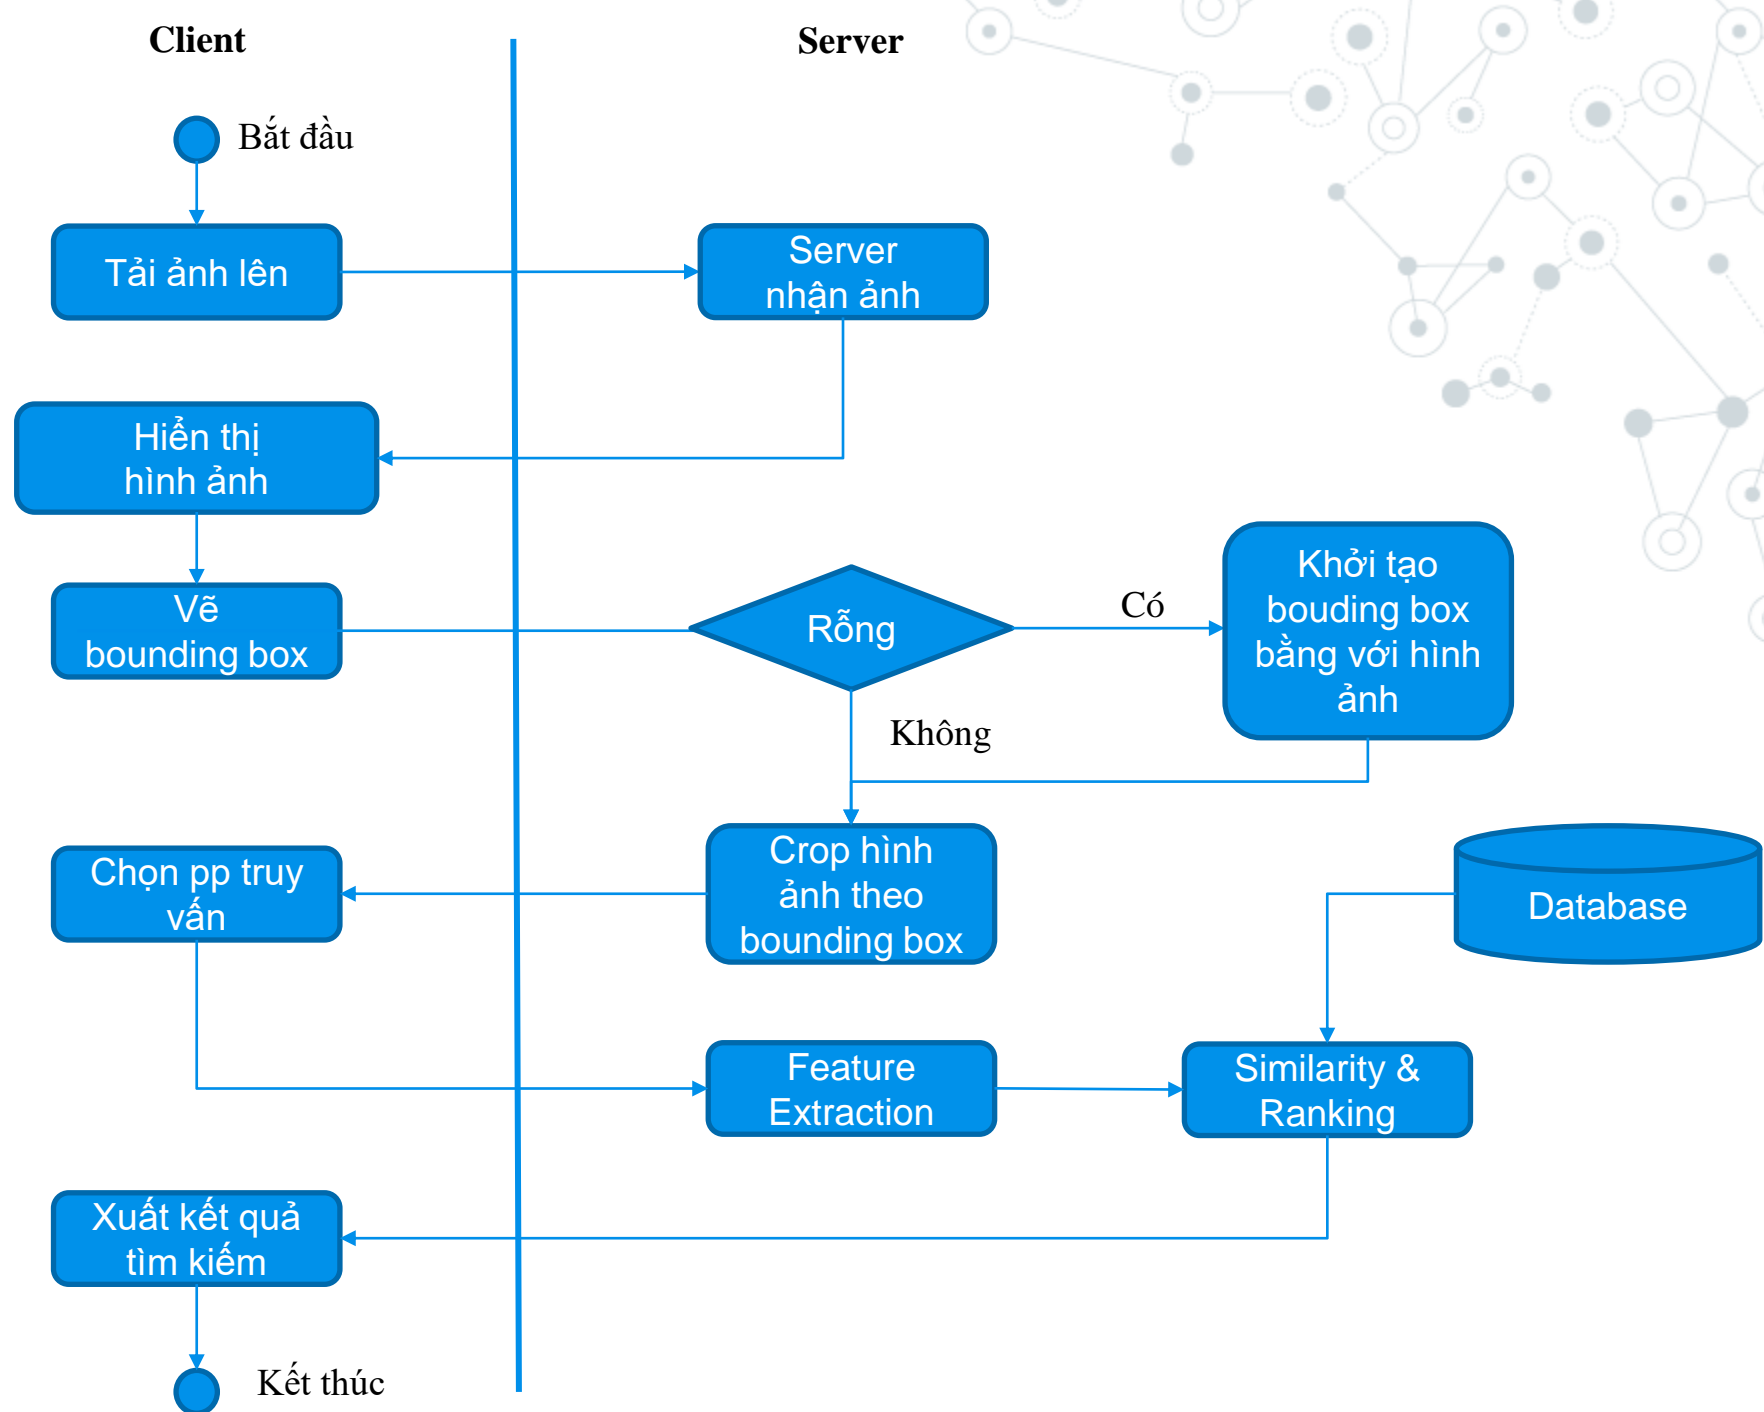 Client
Server
Bắt đầu
Tải ảnh lên
Server
nhận ảnh
Hiển thị
hình ảnh
Vẽ
bounding box
Rỗng
Có
Khởi tạo
bouding box
bằng với hình
ảnh
Không
Chọn pp truy
vấn
Crop hình
ảnh theo
bounding box
Database
Feature
Extraction
Similarity &
Ranking
Xuất kết quả
tìm kiếm
Kết thúc